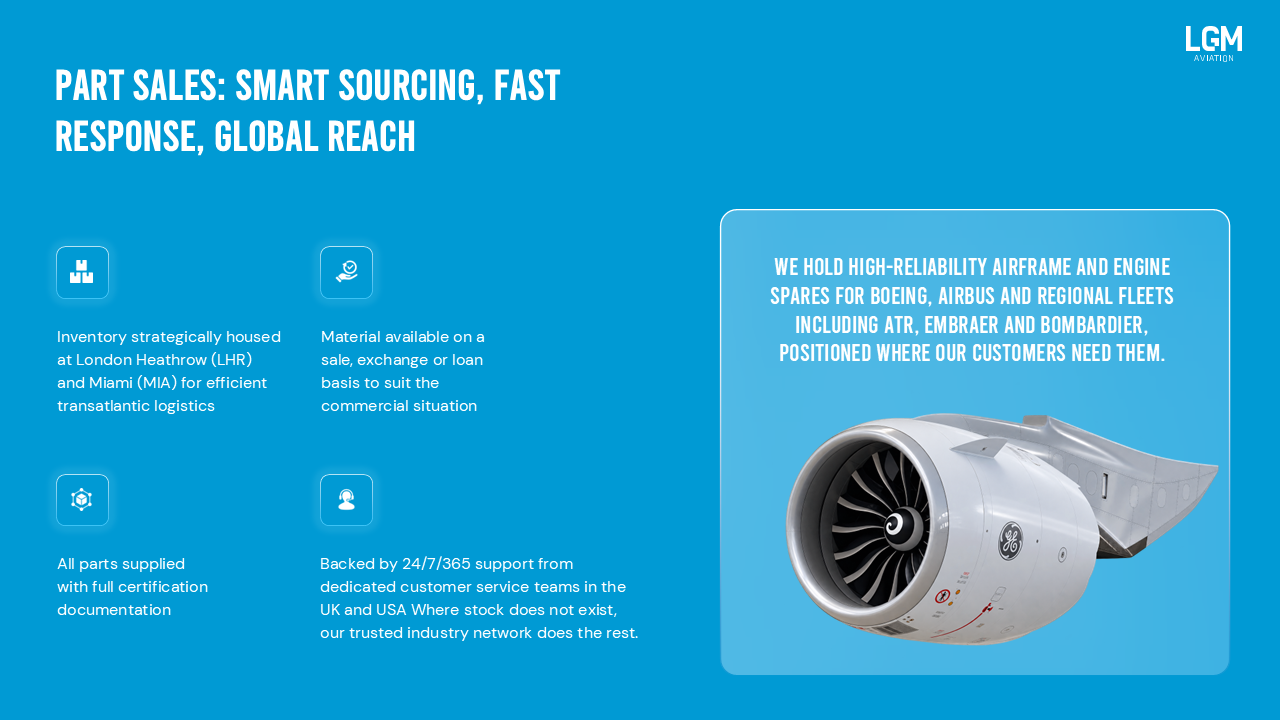 LGM
AVIATION
PART SALES: SMART SOURCING, FAST
RESPONSE, GLOBAL REACH
Inventory strategically housed
at London Heathrow (LHR)
and Miami (MIA) for efficient
transatlantic logistics
Material available on a
sale, exchange or loan
basis to suit the
commercial situation
All parts supplied
with full certification
documentation
Backed by 24/7/365 support from
dedicated customer service teams in the
UK and USA Where stock does not exist,
our trusted industry network does the rest.
WE HOLD HIGH-RELIABILITY AIRFRAME AND ENGINE
SPARES FOR BOEING, AIRBUS AND REGIONAL FLEETS
INCLUDING ATR, EMBRAER AND BOMBARDIER,
POSITIONED WHERE OUR CUSTOMERS NEED THEM.